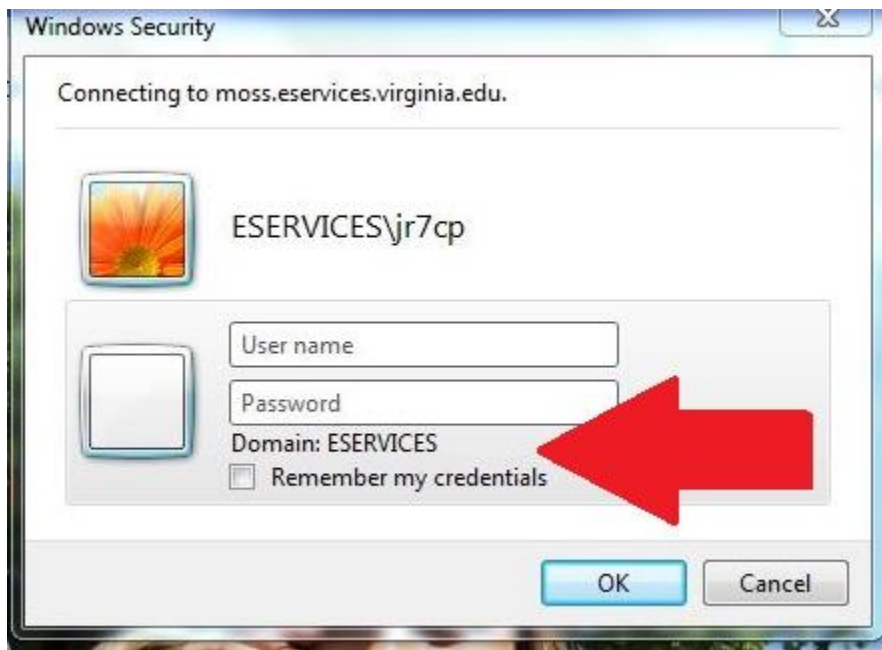 Windows Security
Connecting to moss.eservices.virginia.edu.
ESERVICES\jr7cp
User name
Password
Domain: ESERVICES
Remember my credentials
OK
Cancel